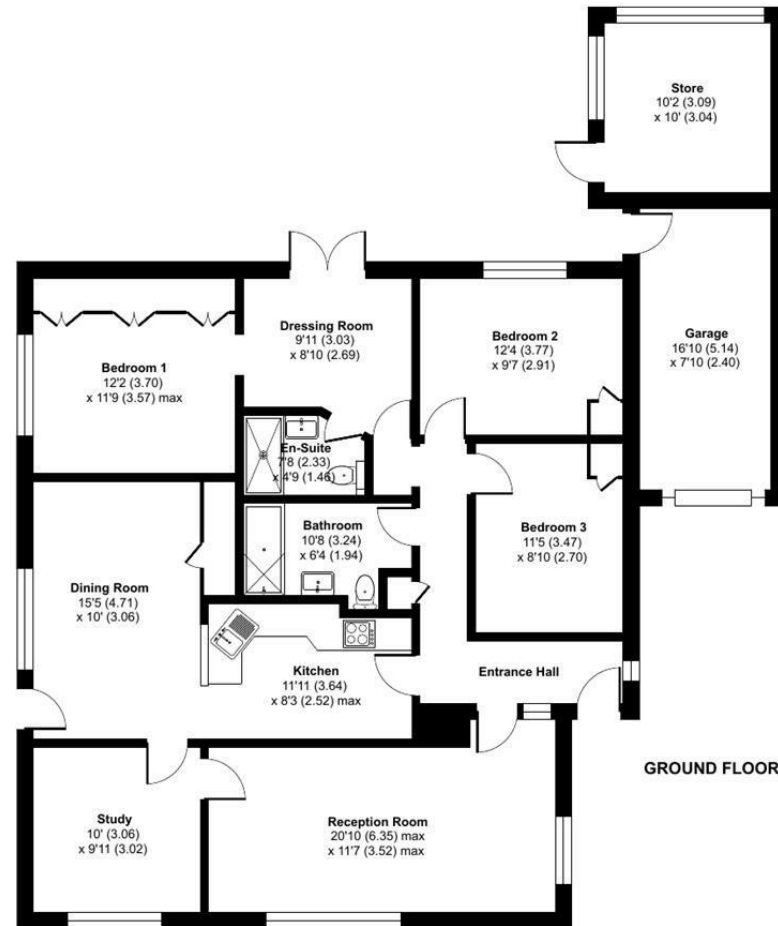 Store
10'2 (3.09)
x 10' (3.04)
Dressing Room
9'11 (3.03)
x 8'10 (2.69)
Bedroom 2
12'4 (3.77)
x 9'7 (2.91)
Garage
16'10 (5.14)
x 7'10 (2.40)
Bedroom 1
12'2 (3.70)
x 11'9 (3.57) max
En-Suite
7'8 (2.33)
x 4'9 (1.46)
Bathroom
10'8 (3.24)
x 6'4 (1.94)
Bedroom 3
11'5 (3.47)
x 8'10 (2.70)
Dining Room
15'5 (4.71)
x 10' (3.06)
Kitchen
11'11 (3.64)
x 8'3 (2.52) max
Entrance Hall
GROUND FLOOR
Study
10' (3.06)
x 9'11 (3.02)
Reception Room
20'10 (6.35) max
x 11'7 (3.52) max